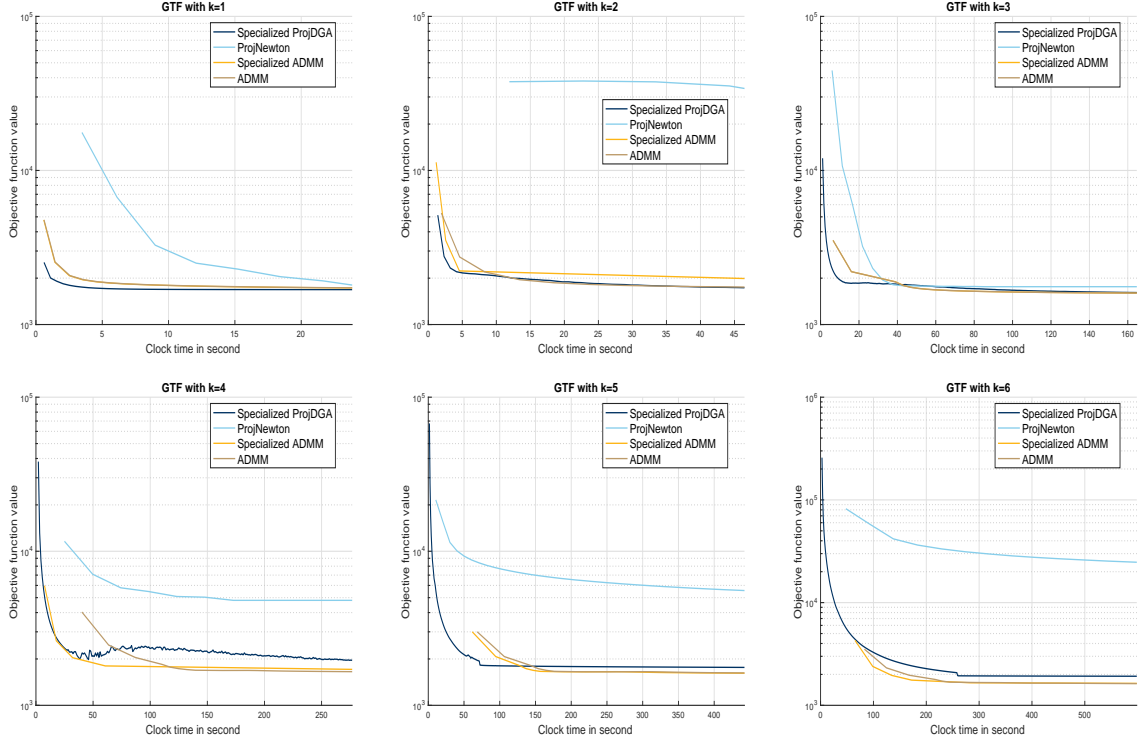 GTF with k=1
10^5
10^4
10^3
Objective function value
Specialized ProjDGA
ProjNewton
Specialized ADMM
ADMM
0 5 10 15 20
Clock time in second
GTF with k=2
10^5
10^4
10^3
Objective function value
Specialized ProjDGA
ProjNewton
Specialized ADMM
ADMM
0 5 10 15 20 25 30 35 40 45
Clock time in second
GTF with k=3
10^5
10^4
10^3
Objective function value
Specialized ProjDGA
ProjNewton
Specialized ADMM
ADMM
0 20 40 60 80 100 120 140 160
Clock time in second
GTF with k=4
10^5
10^4
10^3
Objective function value
Specialized ProjDGA
ProjNewton
Specialized ADMM
ADMM
0 50 100 150 200 250
Clock time in second
GTF with k=5
10^5
10^4
10^3
Objective function value
Specialized ProjDGA
ProjNewton
Specialized ADMM
ADMM
0 50 100 150 200 250 300 350 400
Clock time in second
GTF with k=6
10^6
10^5
10^4
10^3
Objective function value
Specialized ProjDGA
ProjNewton
Specialized ADMM
ADMM
0 100 200 300 400 500
Clock time in second